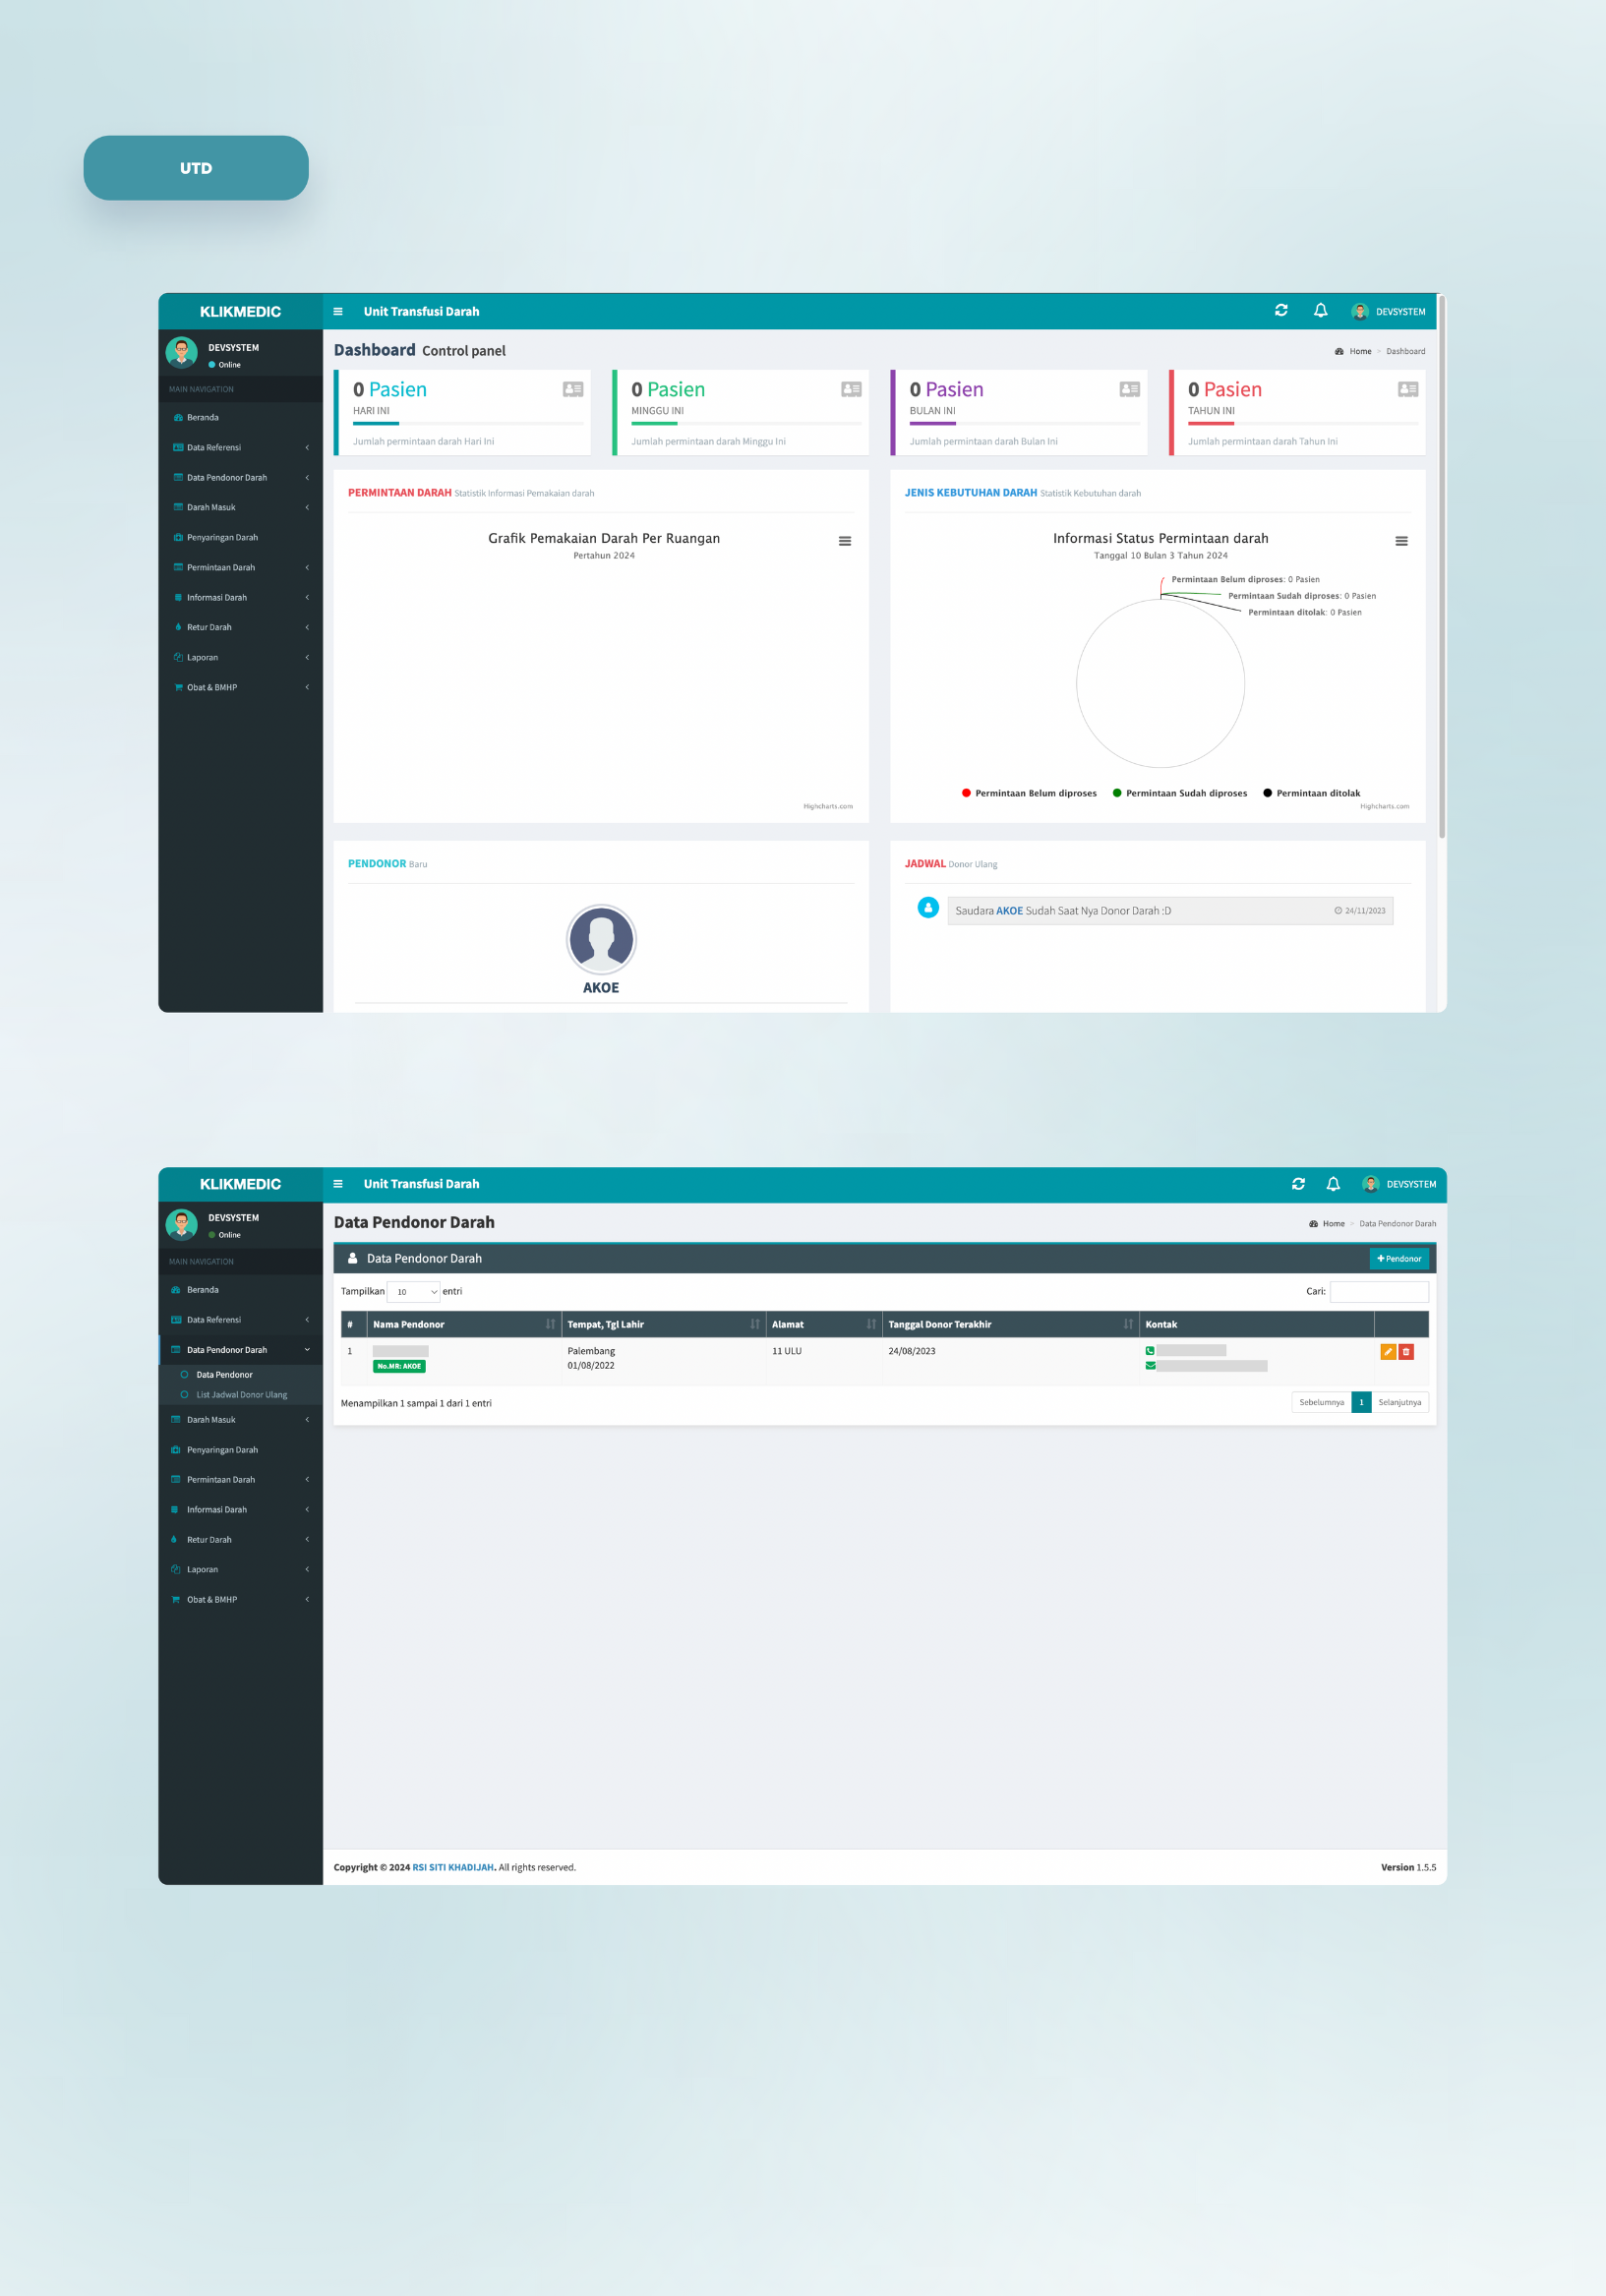 UTD
KLIKMEDIC
Unit Transfusi Darah
DEVSYSTEM
DEVSYSTEM
Online
MAIN NAVIGATION
Beranda
Data Referensi
Data Pendonor Darah
Darah Masuk
Penyaringan Darah
Permintaan Darah
Informasi Darah
Retur Darah
Laporan
Obat & BMHP
Dashboard Control panel
Home > Dashboard
0 Pasien
HARI INI
Jumlah permintaan darah Hari Ini
0 Pasien
MINGGU INI
Jumlah permintaan darah Minggu Ini
0 Pasien
BULAN INI
Jumlah permintaan darah Bulan Ini
0 Pasien
TAHUN INI
Jumlah permintaan darah Tahun Ini
PERMINTAAN DARAH Statistik Informasi Pemakaian darah
Grafik Pemakaian Darah Per Ruangan
Pertahun 2024
Highcharts.com
JENIS KEBUTUHAN DARAH Statistik Kebutuhan darah
Informasi Status Permintaan darah
Tanggal 10 Bulan 3 Tahun 2024
Permintaan Belum diproses: 0 Pasien
Permintaan Sudah diproses: 0 Pasien
Permintaan ditolak: 0 Pasien
Permintaan Belum diproses Permintaan Sudah diproses Permintaan ditolak
Highcharts.com
PENDONOR Baru
AKOE
JADWAL Donor Ulang
Saudara AKOE Sudah Saat Nya Donor Darah :D 24/11/2023
KLIKMEDIC
Unit Transfusi Darah
DEVSYSTEM
DEVSYSTEM
Online
MAIN NAVIGATION
Beranda
Data Referensi
Data Pendonor Darah
Data Pendonor
List Jadwal Donor Ulang
Darah Masuk
Penyaringan Darah
Permintaan Darah
Informasi Darah
Retur Darah
Laporan
Obat & BMHP
Data Pendonor Darah
Home > Data Pendonor Darah
Data Pendonor Darah
+ Pendonor
Tampilkan 10 entri
Cari:
# Nama Pendonor Tempat, Tgl Lahir Alamat Tanggal Donor Terakhir Kontak
1 Palembang 11 ULU 24/08/2023
No.MR: AKOE 01/08/2022
Menampilkan 1 sampai 1 dari 1 entri
Sebelumnya 1 Selanjutnya
Copyright © 2024 RSI SITI KHADIJAH. All rights reserved.
Version 1.5.5